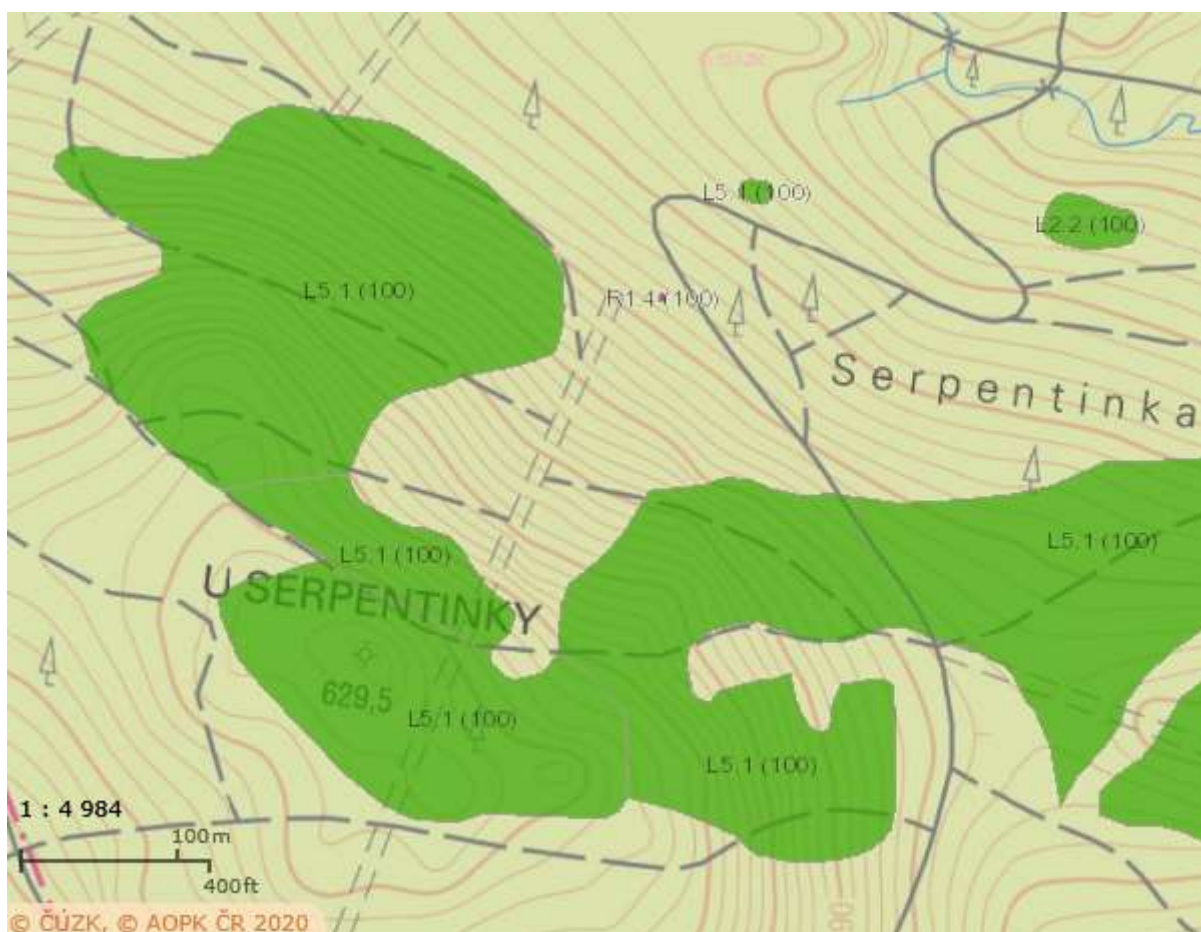 L5.1 (100)
L2.2 (100)
L5.1 (100)
R1.4 (100)
Serpentinka
L5.1 (100)
L5.1 (100)
U SERPENTINKY
629,5
L5.1 (100)
L5.1 (100)
1 : 4 984
100m
400ft
© ČÚZK, © AOPK ČR 2020